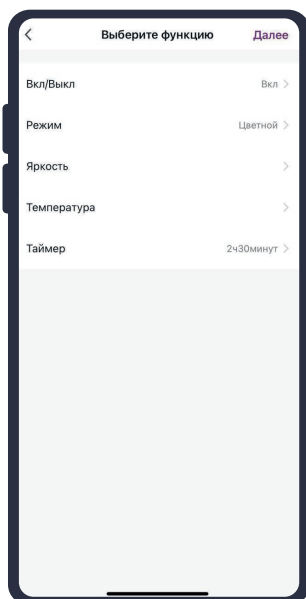 Выберите функцию Далее
Вкл/Выкл Вкл
Режим Цветной
Яркость
Температура
Таймер 2ч30минут